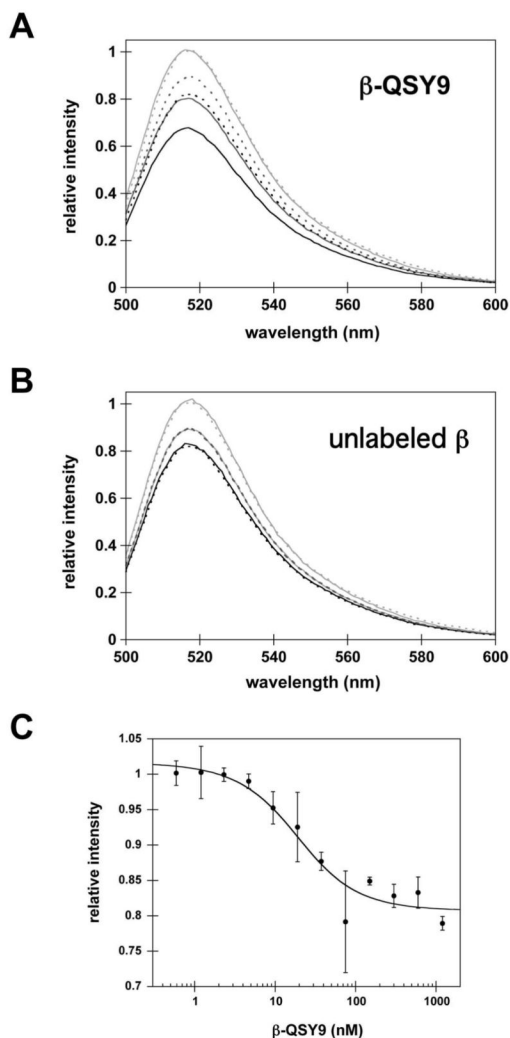 A
β-QSY9
relative intensity
1
0.8
0.6
0.4
0.2
0
500 520 540 560 580 600
wavelength (nm)
B
unlabeled β
relative intensity
1
0.8
0.6
0.4
0.2
0
500 520 540 560 580 600
wavelength (nm)
C
relative intensity
1.05
1
0.95
0.9
0.85
0.8
0.75
0.7
1 10 100 1000
β-QSY9 (nM)